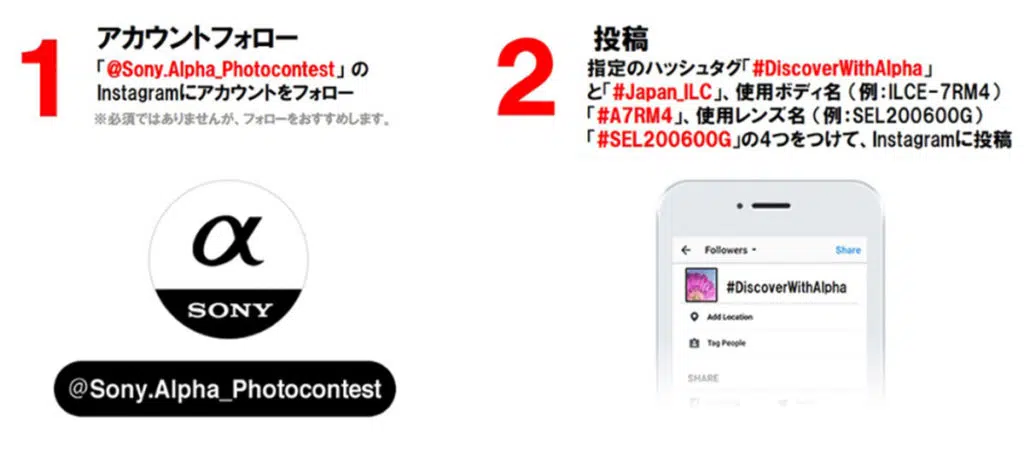 1
アカウントフォロー
「@Sony.Alpha_Photocontest」の
Instagramにアカウントをフォロー
※必須ではありませんが、フォローをおすすめします。
α
SONY
@Sony.Alpha_Photocontest
2
投稿
指定のハッシュタグ「#DiscoverWithAlpha」
と「#Japan_ILC」、使用ボディ名（例：ILCE-7RM4）
「#A7RM4」、使用レンズ名（例：SEL200600G）
「#SEL200600G」の4つをつけて、Instagramに投稿
Followers
Share
#DiscoverWithAlpha
Add Location
Tag People
SHARE